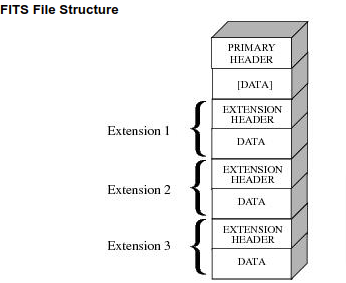 FITS File Structure
PRIMARY
HEADER
[DATA]
EXTENSION
HEADER
Extension 1
DATA
EXTENSION
HEADER
Extension 2
DATA
EXTENSION
HEADER
Extension 3
DATA